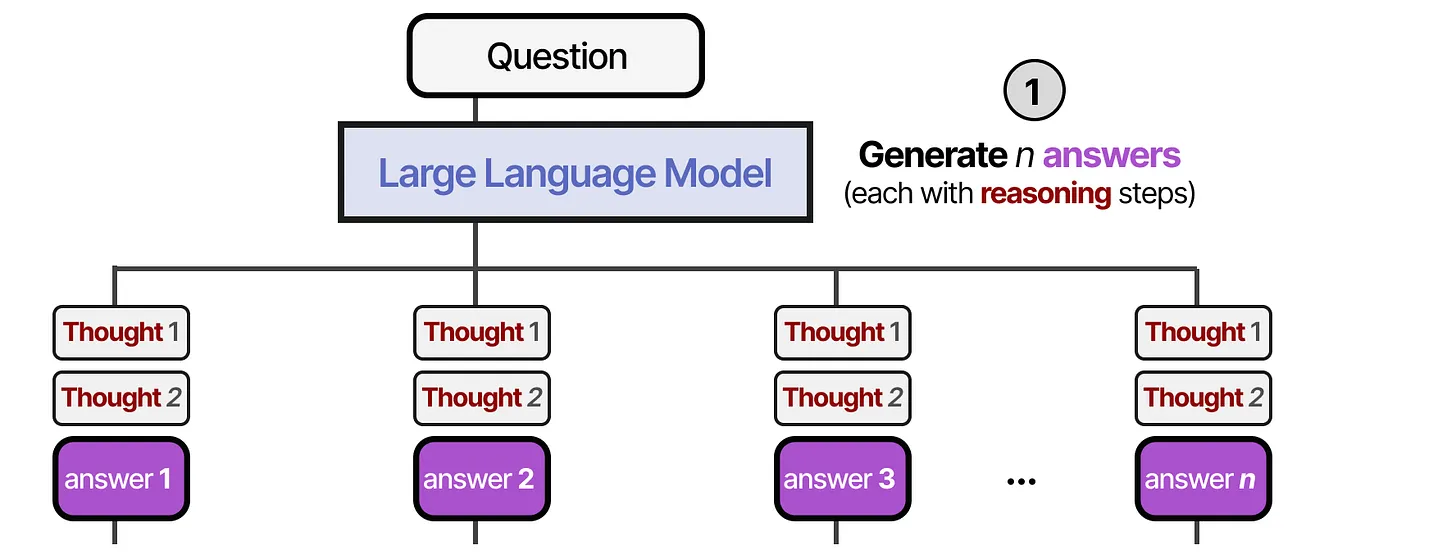 Question
1
Large Language Model
Generate n answers
(each with reasoning steps)
Thought 1
Thought 1
Thought 1
Thought 1
Thought 2
Thought 2
Thought 2
Thought 2
answer 1
answer 2
answer 3
...
answer n